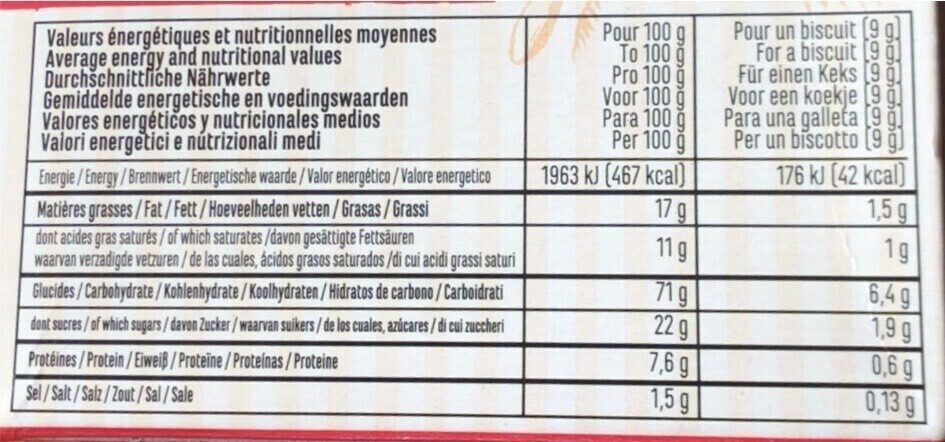 Valeurs énergétiques et nutritionnelles moyennes Pour 100 g Pour un biscuit (9 g)
Average energy and nutritional values To 100 g For a biscuit (9 g)
Durchschnittliche Nährwerte Pro 100 g Für einen Keks (9 g)
Gemiddelde energetische en voedingswaarden Voor 100 g Voor een koekje (9 g)
Valores energéticos y nutricionales medios Para 100 g Para una galleta (9 g)
Valori energetici e nutrizionali medi Per 100 g Per un biscotto (9 g)
Energie / Energy / Brennwert / Energetische waarde / Valor energético / Valore energetico 1963 kJ (467 kcal) 176 kJ (42 kcal)
Matières grasses / Fat / Fett / Hoeveelheden vetten / Grasas / Grassi 17 g 1,5 g
dont acides gras saturés / of which saturates /davon gesättigte Fettsäuren
waarvan verzadigde vetzuren / de las cuales, ácidos grasos saturados /di cui acidi grassi saturi 11 g 1 g
Glucides / Carbohydrate / Kohlenhydrate / Koolhydraten / Hidratos de carbono / Carboidrati 71 g 6,4 g
dont sucres / of which sugars / davon Zucker / waarvan suikers / de los cuales, azúcares / di cui zuccheri 22 g 1,9 g
Protéines / Protein / Eiweiß / Proteïne / Proteínas / Proteine 7,6 g 0,6 g
Sel / Salt / Salz / Zout / Sal / Sale 1,5 g 0,13 g